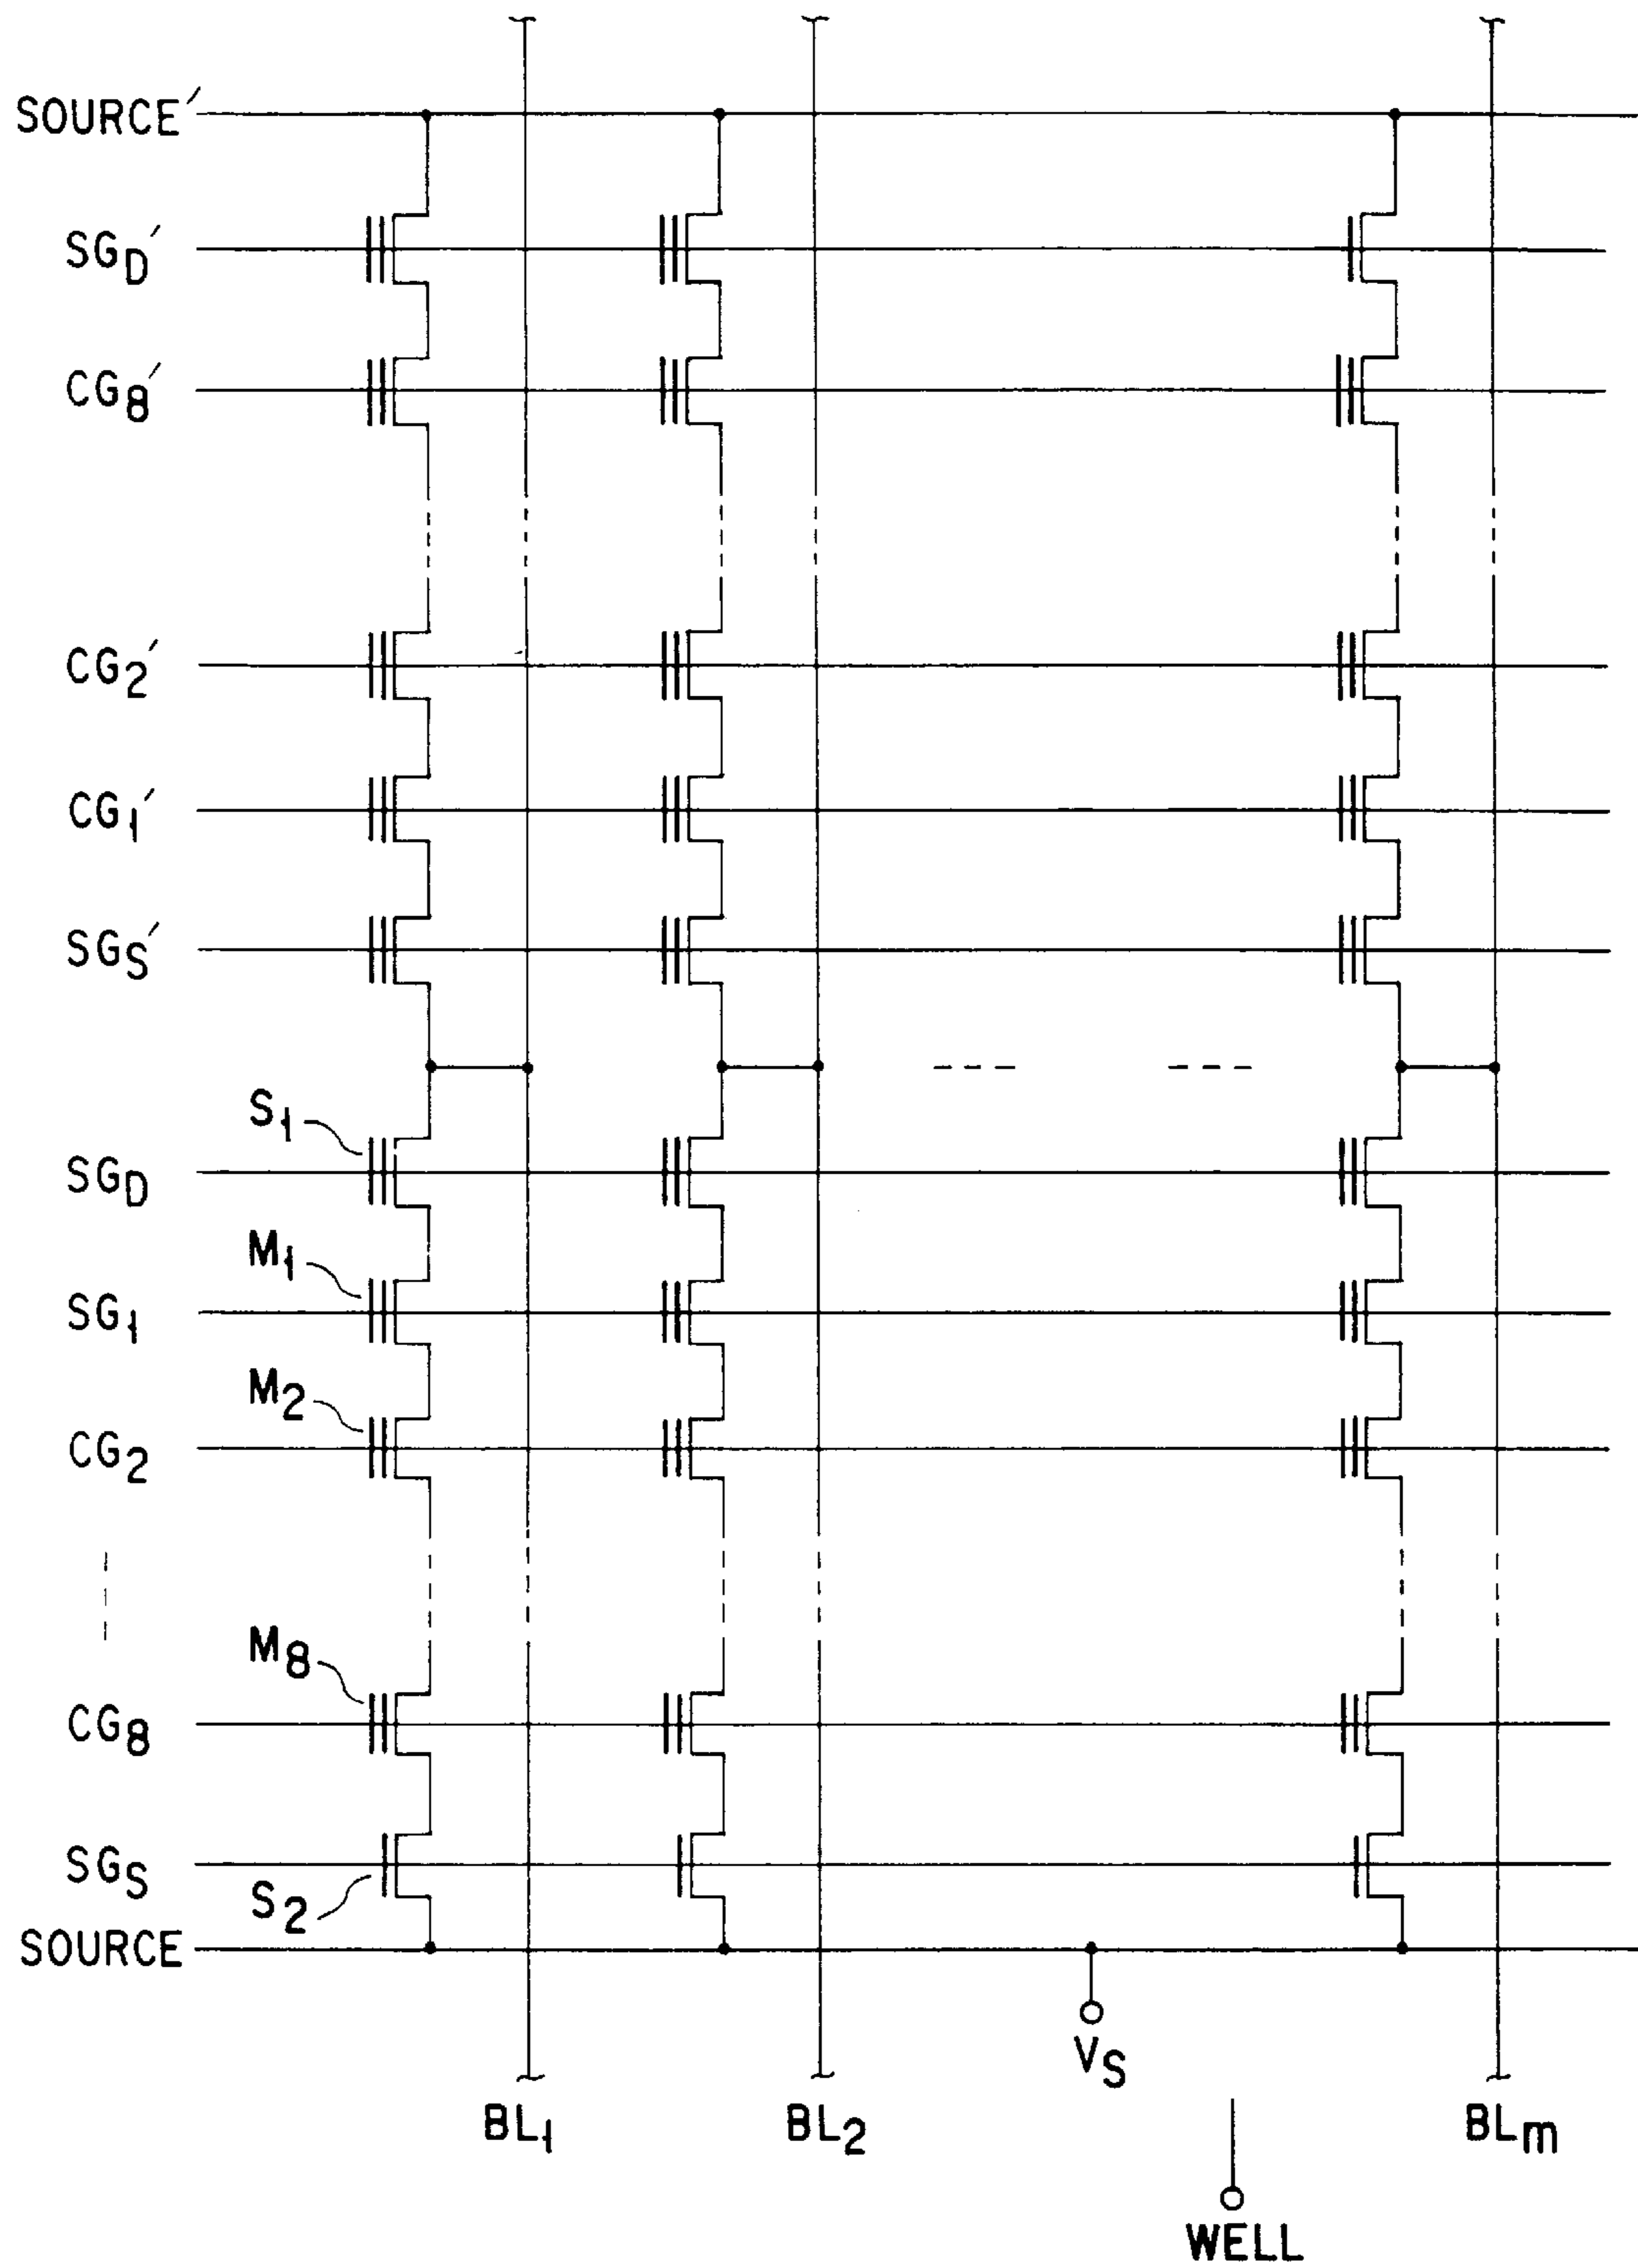 SOURCE′
SG_D′
CG_8′
CG_2′
CG_1′
SG_S′
S_1
SG_D
M_1
SG_1
M_2
CG_2
M_8
CG_8
SG_S
S_2
SOURCE
V_S
BL_1 BL_2 BL_m
WELL